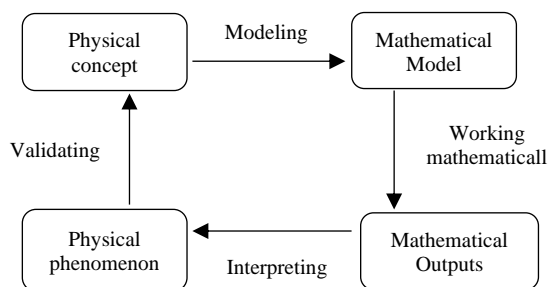 Physical
concept
Modeling
Mathematical
Model
Validating
Working
mathematicall
Physical
phenomenon
Interpreting
Mathematical
Outputs